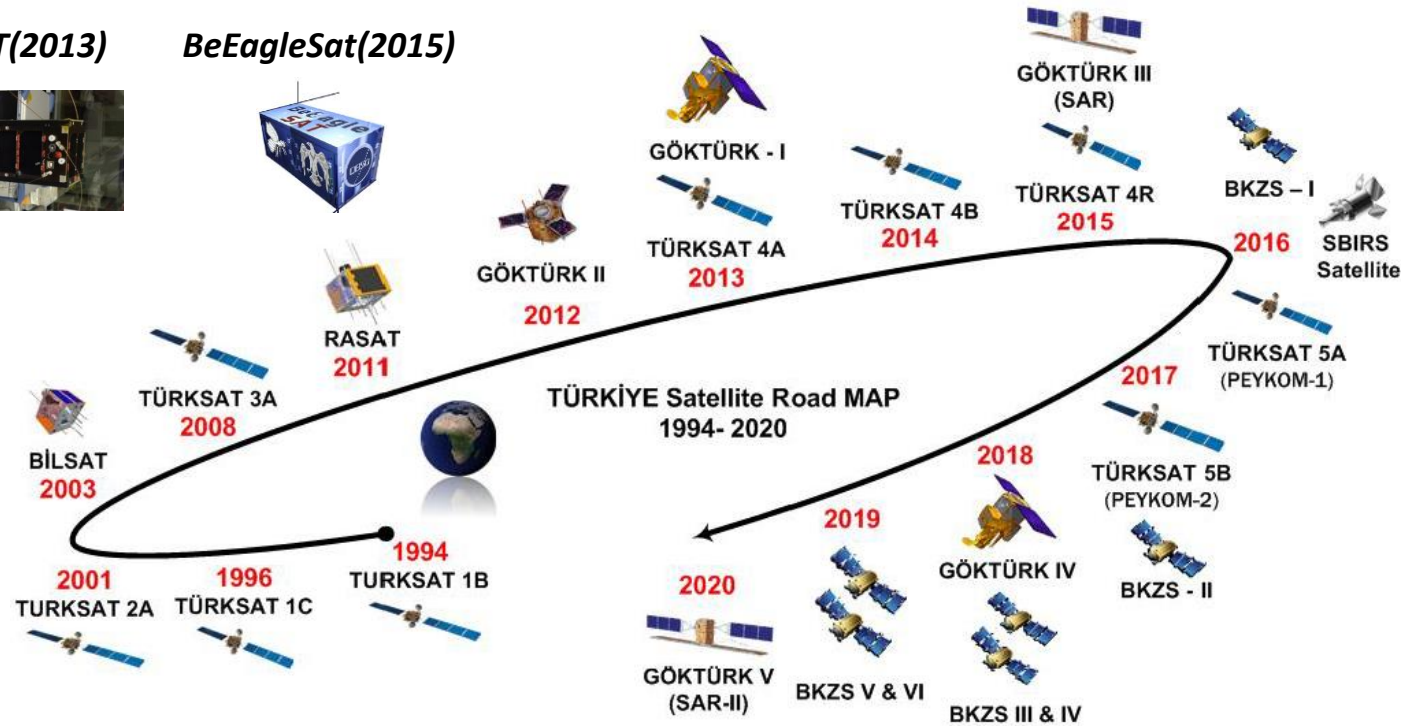 T(2013)
BeEagleSat(2015)
BeEagle
SAT
GÖKTÜRK III
(SAR)
GÖKTÜRK - I
BKZS – I
TÜRKSAT 4R
2015
TÜRKSAT 4B
2014
TÜRKSAT 4A
2013
2016
SBIRS
Satellite
GÖKTÜRK II
2012
RASAT
2011
TÜRKSAT 5A
(PEYKOM-1)
2017
TÜRKSAT 3A
2008
TÜRKİYE Satellite Road MAP
1994- 2020
BİLSAT
2003
2018
TÜRKSAT 5B
(PEYKOM-2)
2019
1994
TURKSAT 1B
2001
TURKSAT 2A
1996
TÜRKSAT 1C
2020
GÖKTÜRK IV
BKZS - II
GÖKTÜRK V
(SAR-II)
BKZS V & VI
BKZS III & IV